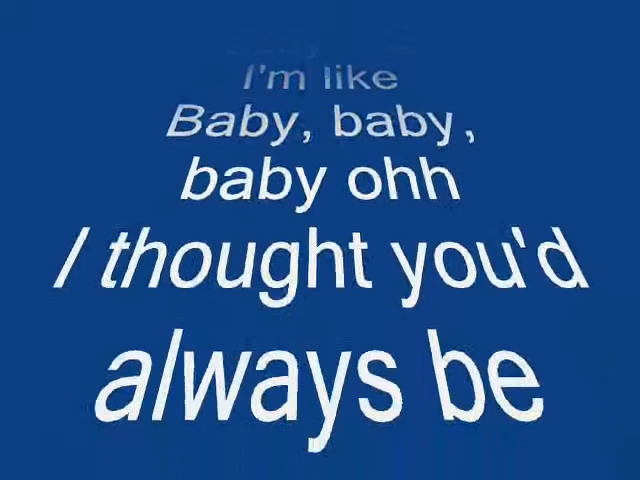 I'm like
Baby, baby,
baby ohh
I thought you'd
always be